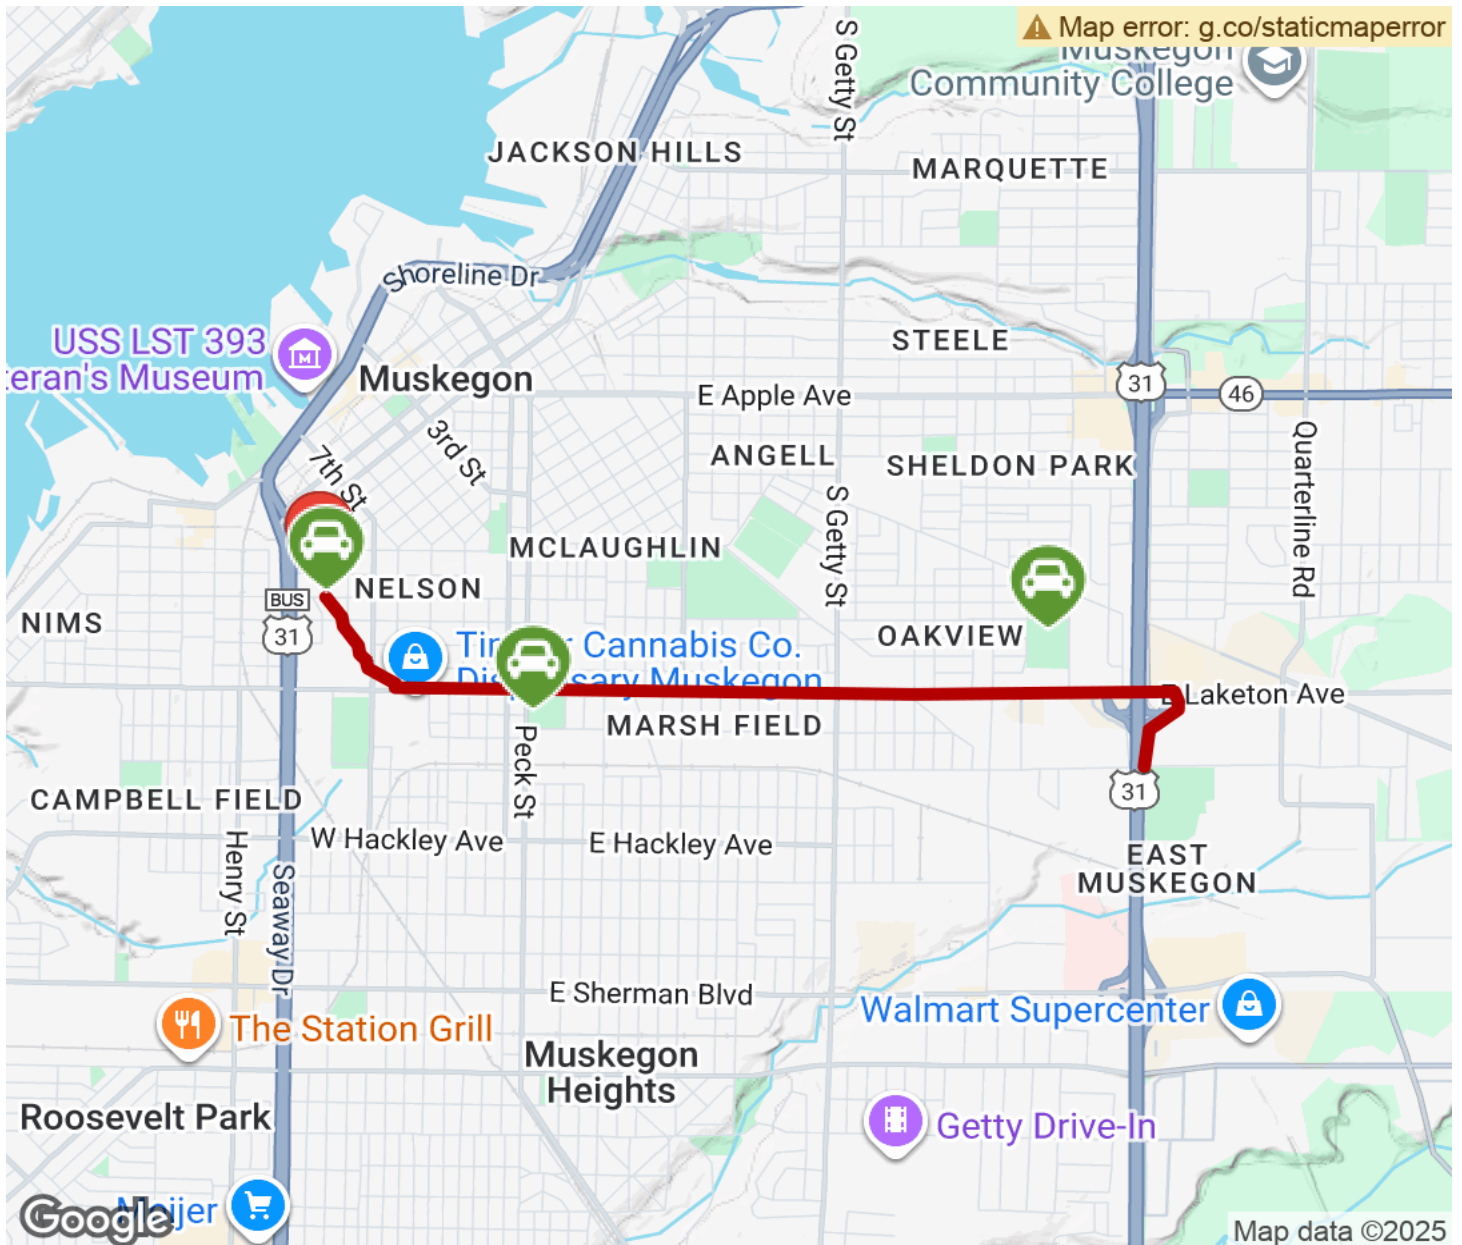 Map error: g.co/staticmaperror
Muskegon
Community College
S Getty St
JACKSON HILLS
MARQUETTE
Shoreline Dr
USS LST 393
teran's Museum
STEELE
Muskegon
31
46
E Apple Ave
3rd St
7th St
ANGELL
SHELDON PARK
Quarterline Rd
S Getty St
MCLAUGHLIN
NELSON
BUS
31
NIMS
OAKVIEW
Cannabis Co.
Muskegon
Laketon Ave
MARSH FIELD
Peck St
31
CAMPBELL FIELD
W Hackley Ave
E Hackley Ave
Henry St
Seaway Dr
EAST
MUSKEGON
E Sherman Blvd
Walmart Supercenter
The Station Grill
Muskegon
Heights
Roosevelt Park
Getty Drive-In
Meijer
Google
Map data ©2025